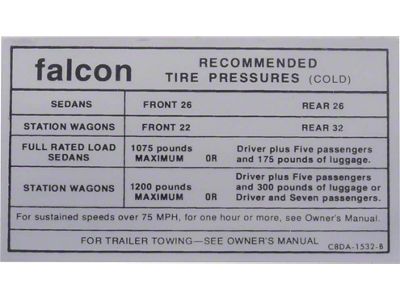 falcon
RECOMMENDED
TIRE PRESSURES (COLD)
SEDANS FRONT 26 REAR 26
STATION WAGONS FRONT 22 REAR 32
FULL RATED LOAD 1075 pounds Driver plus Five passengers
SEDANS MAXIMUM OR and 175 pounds of luggage.
Driver plus Five passengers
STATION WAGONS 1200 pounds and 300 pounds of luggage or
MAXIMUM OR Driver and Seven passengers.
For sustained speeds over 75 MPH, for one hour or more, see Owner's Manual.
FOR TRAILER TOWING—SEE OWNER'S MANUAL C8DA-1532-B